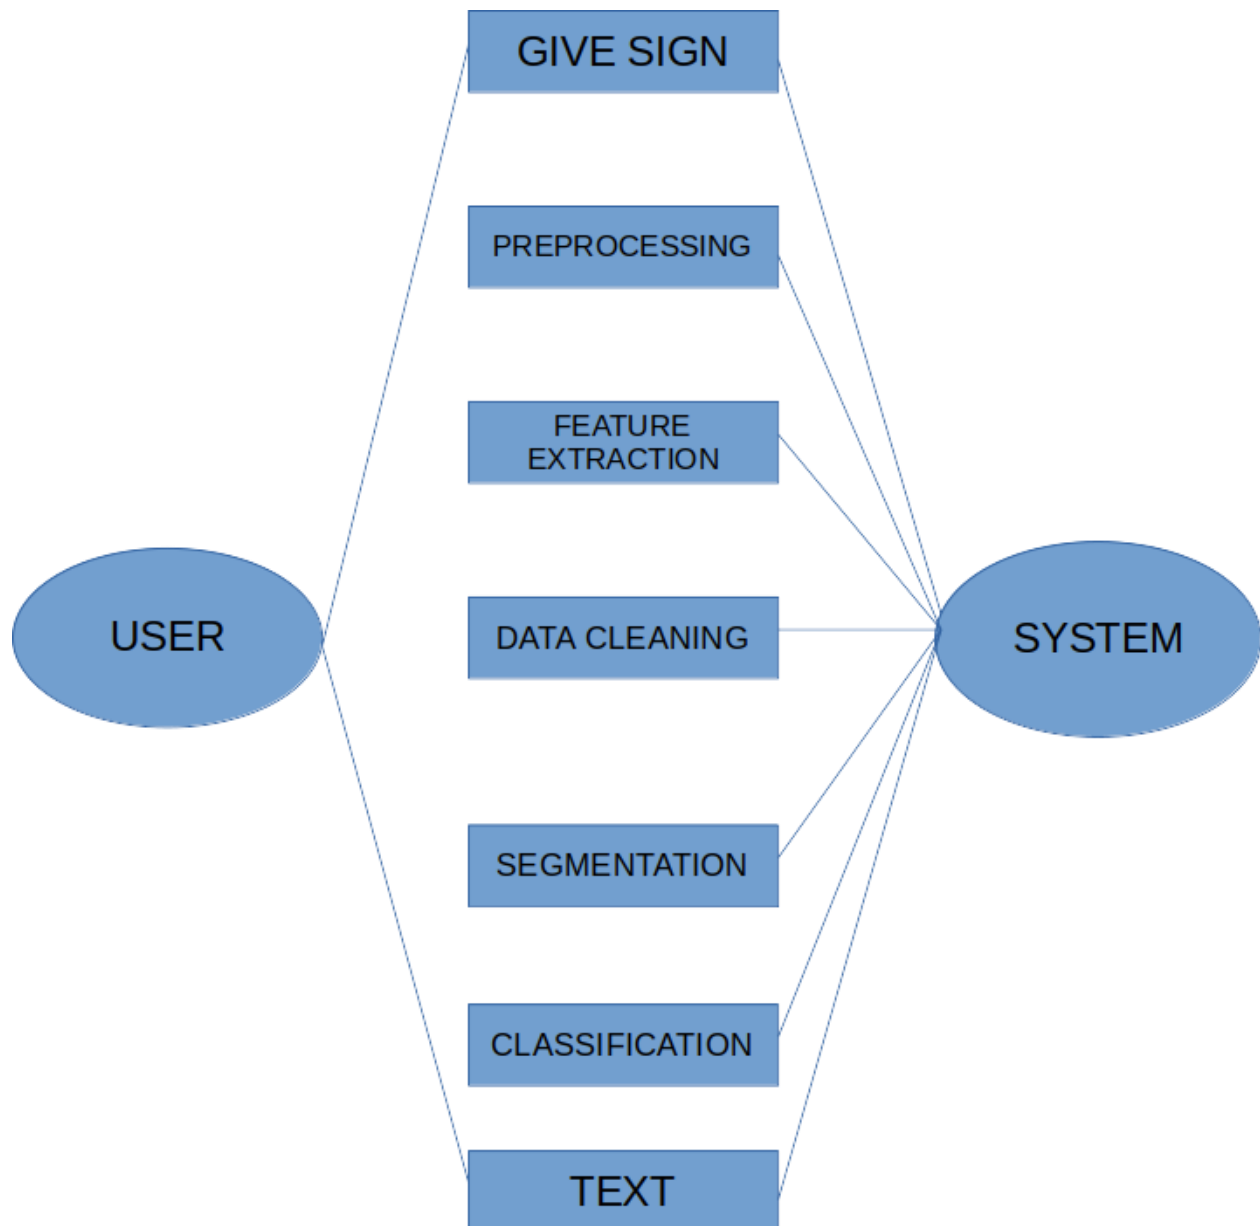 GIVE SIGN
PREPROCESSING
FEATURE
EXTRACTION
USER
DATA CLEANING
SYSTEM
SEGMENTATION
CLASSIFICATION
TEXT